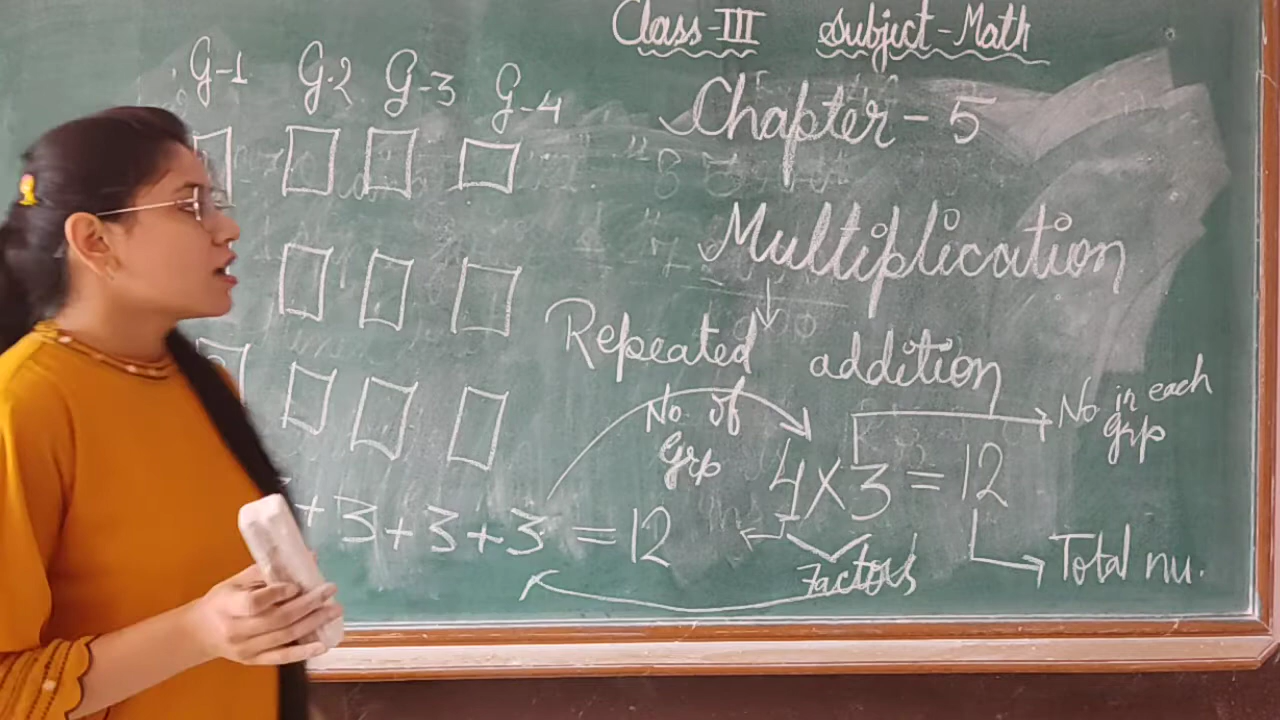 Class-III Subject-Math
G-1 G-2 G-3 G-4
Chapter-5
Multiplication
Repeated addition
No of
grp
No in each
grp
4×3=12
+3+3+3=12
Factors
Total nu.